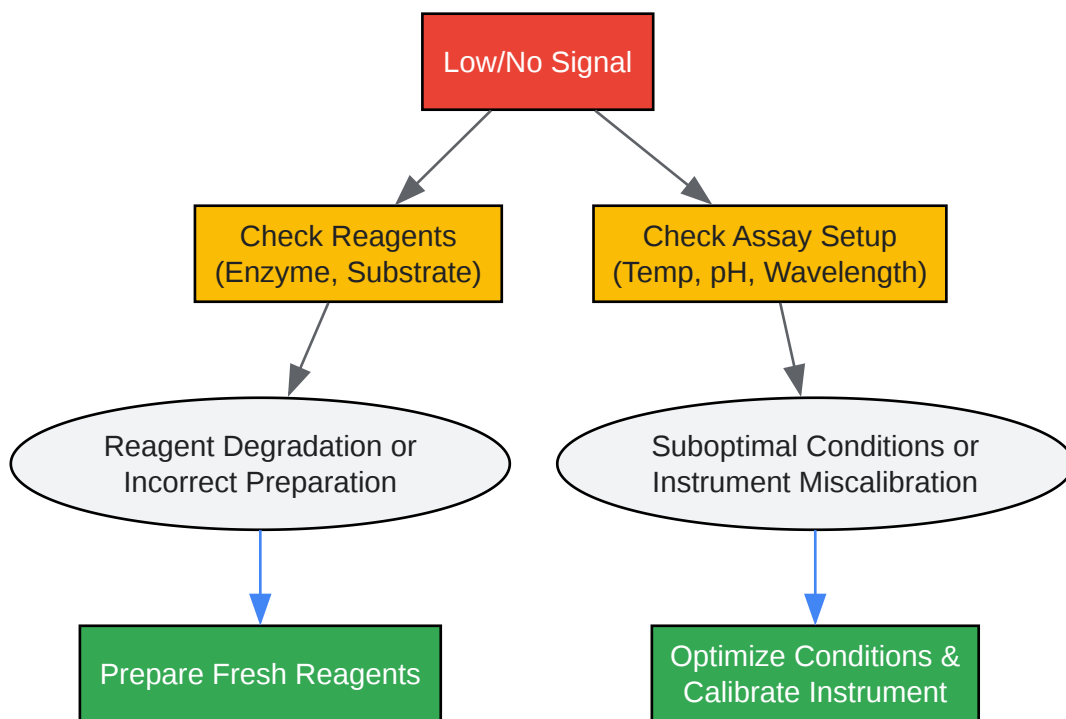 Low/No Signal
Check Reagents
(Enzyme, Substrate)
Check Assay Setup
(Temp, pH, Wavelength)
Reagent Degradation or
Incorrect Preparation
Suboptimal Conditions or
Instrument Miscalibration
Prepare Fresh Reagents
Optimize Conditions &
Calibrate Instrument